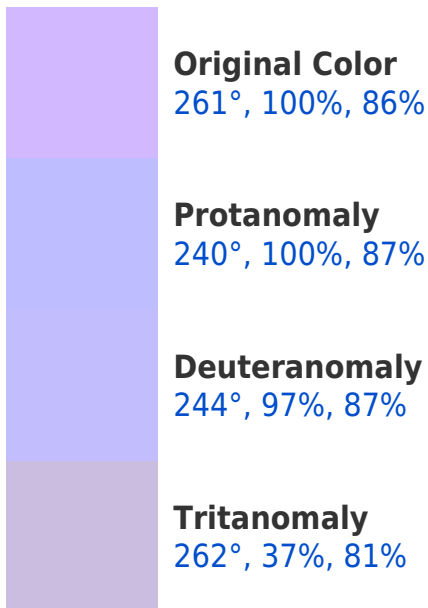 Original Color
261°, 100%, 86%
Protanomaly
240°, 100%, 87%
Deuteranomaly
244°, 97%, 87%
Tritanomaly
262°, 37%, 81%